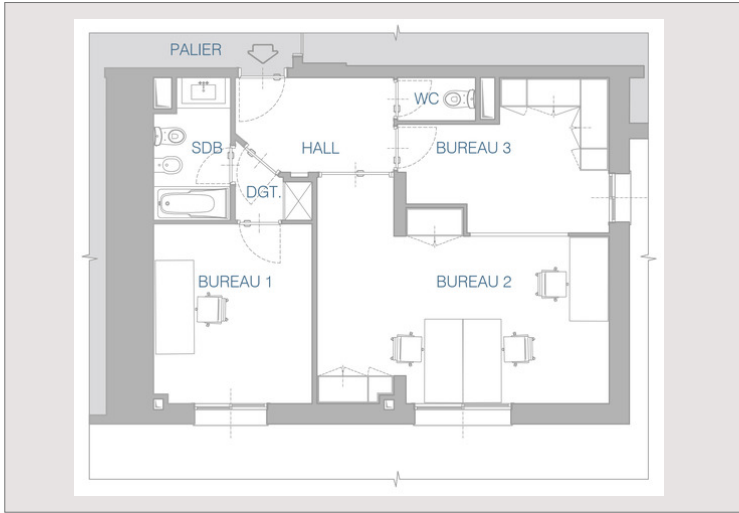 PALIER
WC
SDB
HALL
BUREAU 3
DGT.
BUREAU 1
BUREAU 2